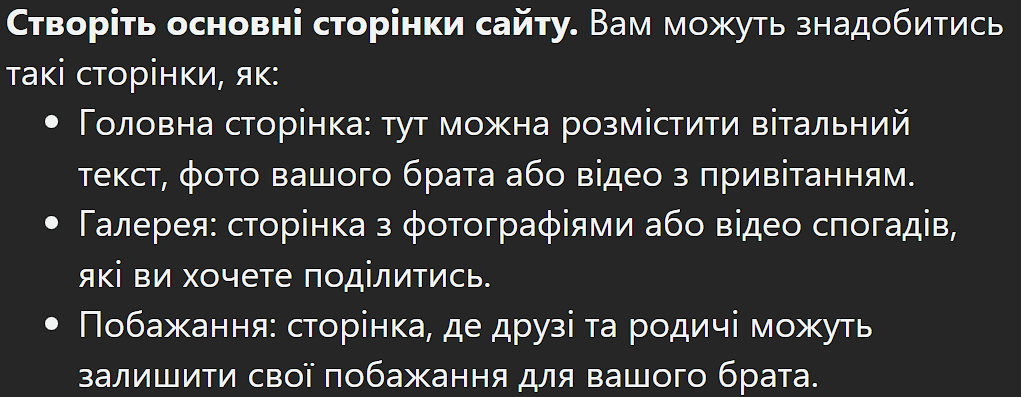 Створіть основні сторінки сайту. Вам можуть знадобитись
такі сторінки, як:
• Головна сторінка: тут можна розмістити вітальний
текст, фото вашого брата або відео з привітанням.
• Галерея: сторінка з фотографіями або відео спогадів,
які ви хочете поділитись.
• Побажання: сторінка, де друзі та родичі можуть
залишити свої побажання для вашого брата.